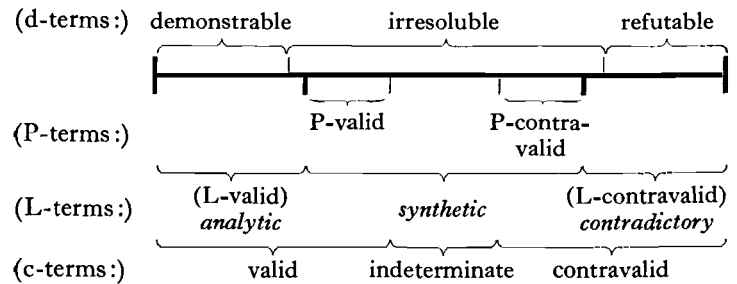 (d-terms:) demonstrable irresoluble refutable
P-valid P-contra-
(P-terms:) valid
(L-valid) (L-contravalid)
(L-terms:) synthetic
analytic contradictory
(c-terms:) valid indeterminate contravalid